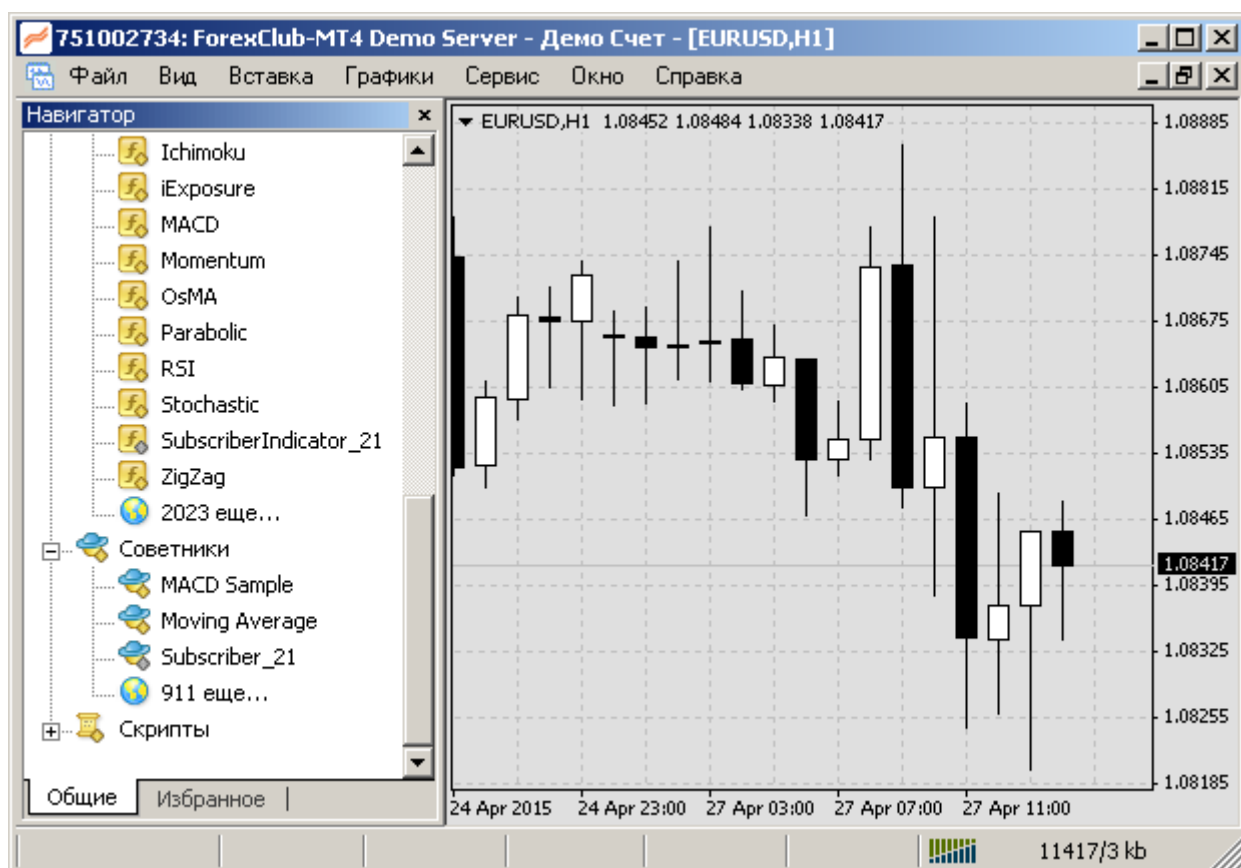 751002734: ForexClub-MT4 Demo Server - Демо Счет - [EURUSD,H1]
Файл Вид Вставка Графики Сервис Окно Справка
Навигатор
Ichimoku
iExposure
MACD
Momentum
OsMA
Parabolic
RSI
Stochastic
SubscriberIndicator_21
ZigZag
2023 еще...
Советники
MACD Sample
Moving Average
Subscriber_21
911 еще...
Скрипты
Общие Избранное
EURUSD,H1 1.08452 1.08484 1.08338 1.08417
1.08885
1.08815
1.08745
1.08675
1.08605
1.08535
1.08465
1.08417
1.08395
1.08325
1.08255
1.08185
24 Apr 2015 24 Apr 23:00 27 Apr 03:00 27 Apr 07:00 27 Apr 11:00
11417/3 kb